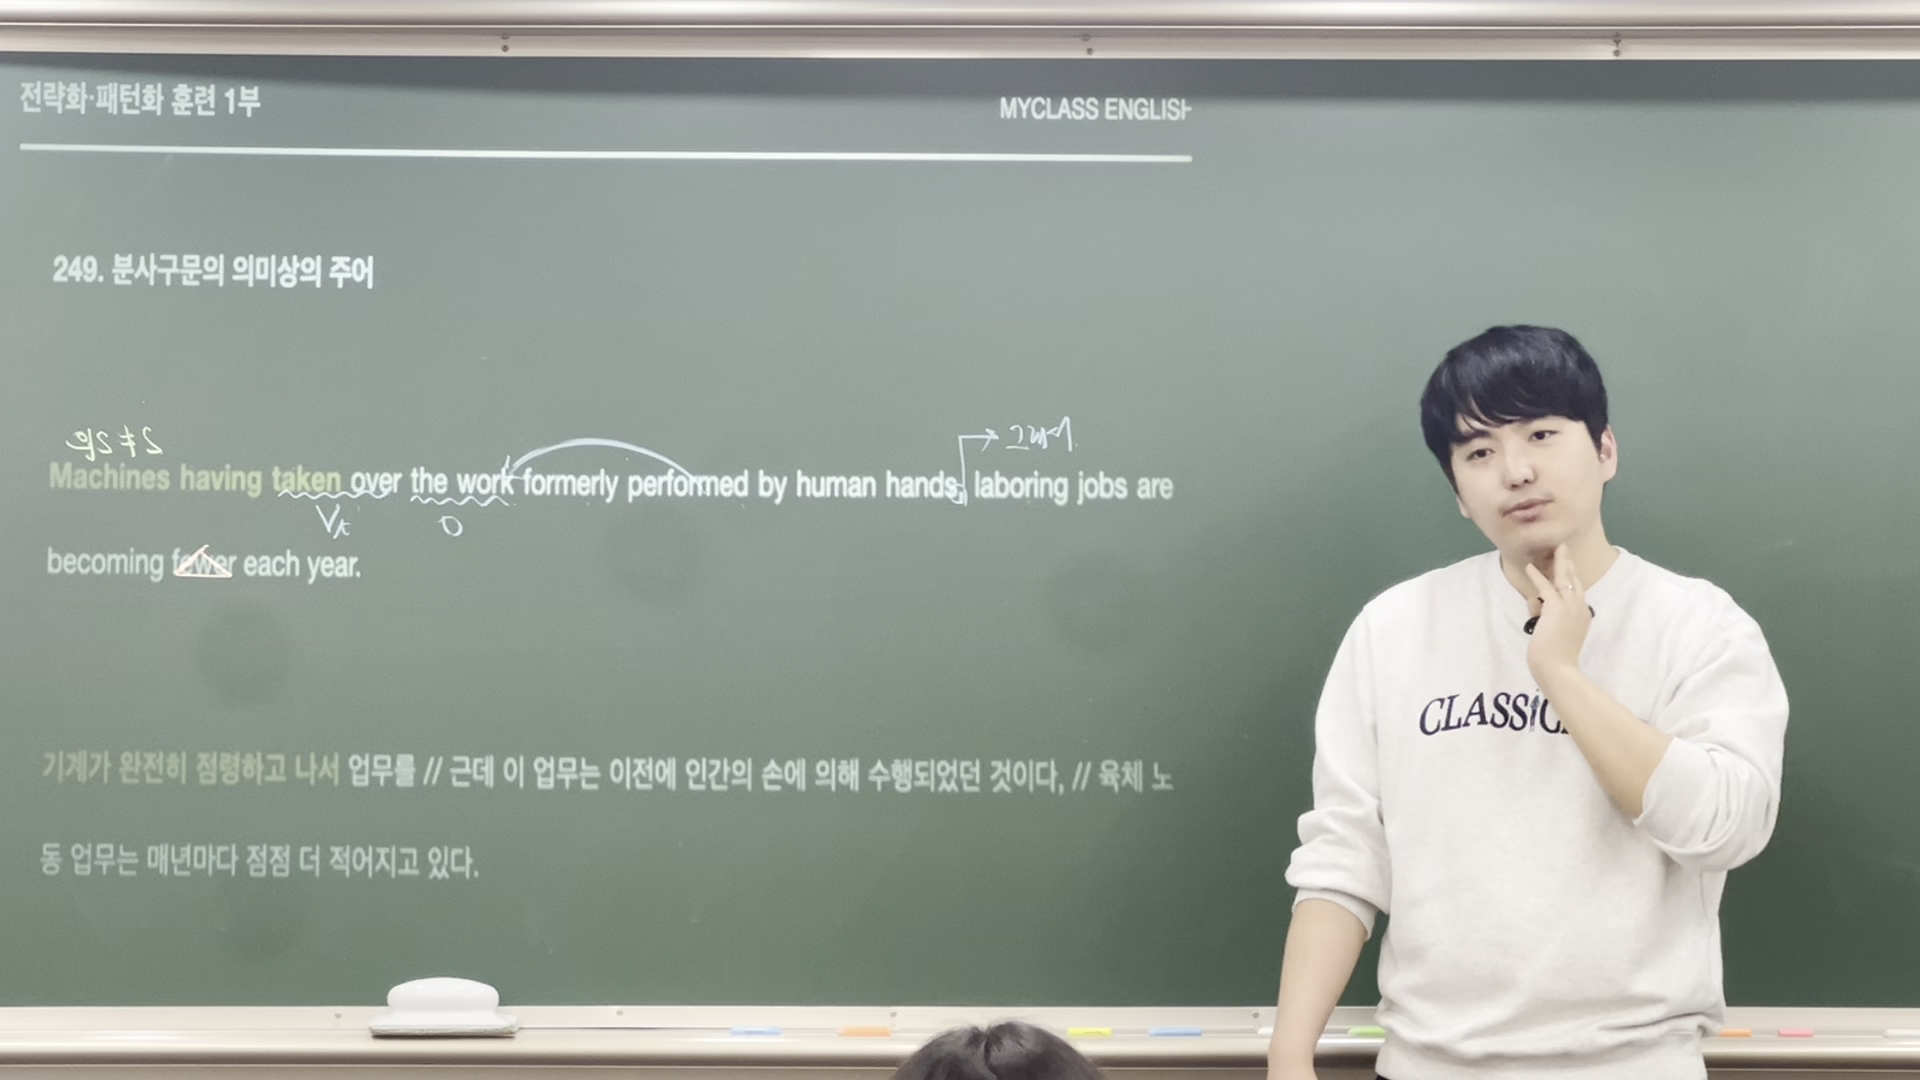 전략화·패턴화 훈련 1부
MYCLASS ENGLISH
249. 분사구문의 의미상의 주어
그래서
Machines having taken over the work formerly performed by human hands, laboring jobs are
Vt O
becoming fewer each year.
기계가 완전히 점령하고 나서 업무를 // 근데 이 업무는 이전에 인간의 손에 의해 수행되었던 것이다, // 육체 노
동 업무는 매년마다 점점 더 적어지고 있다.